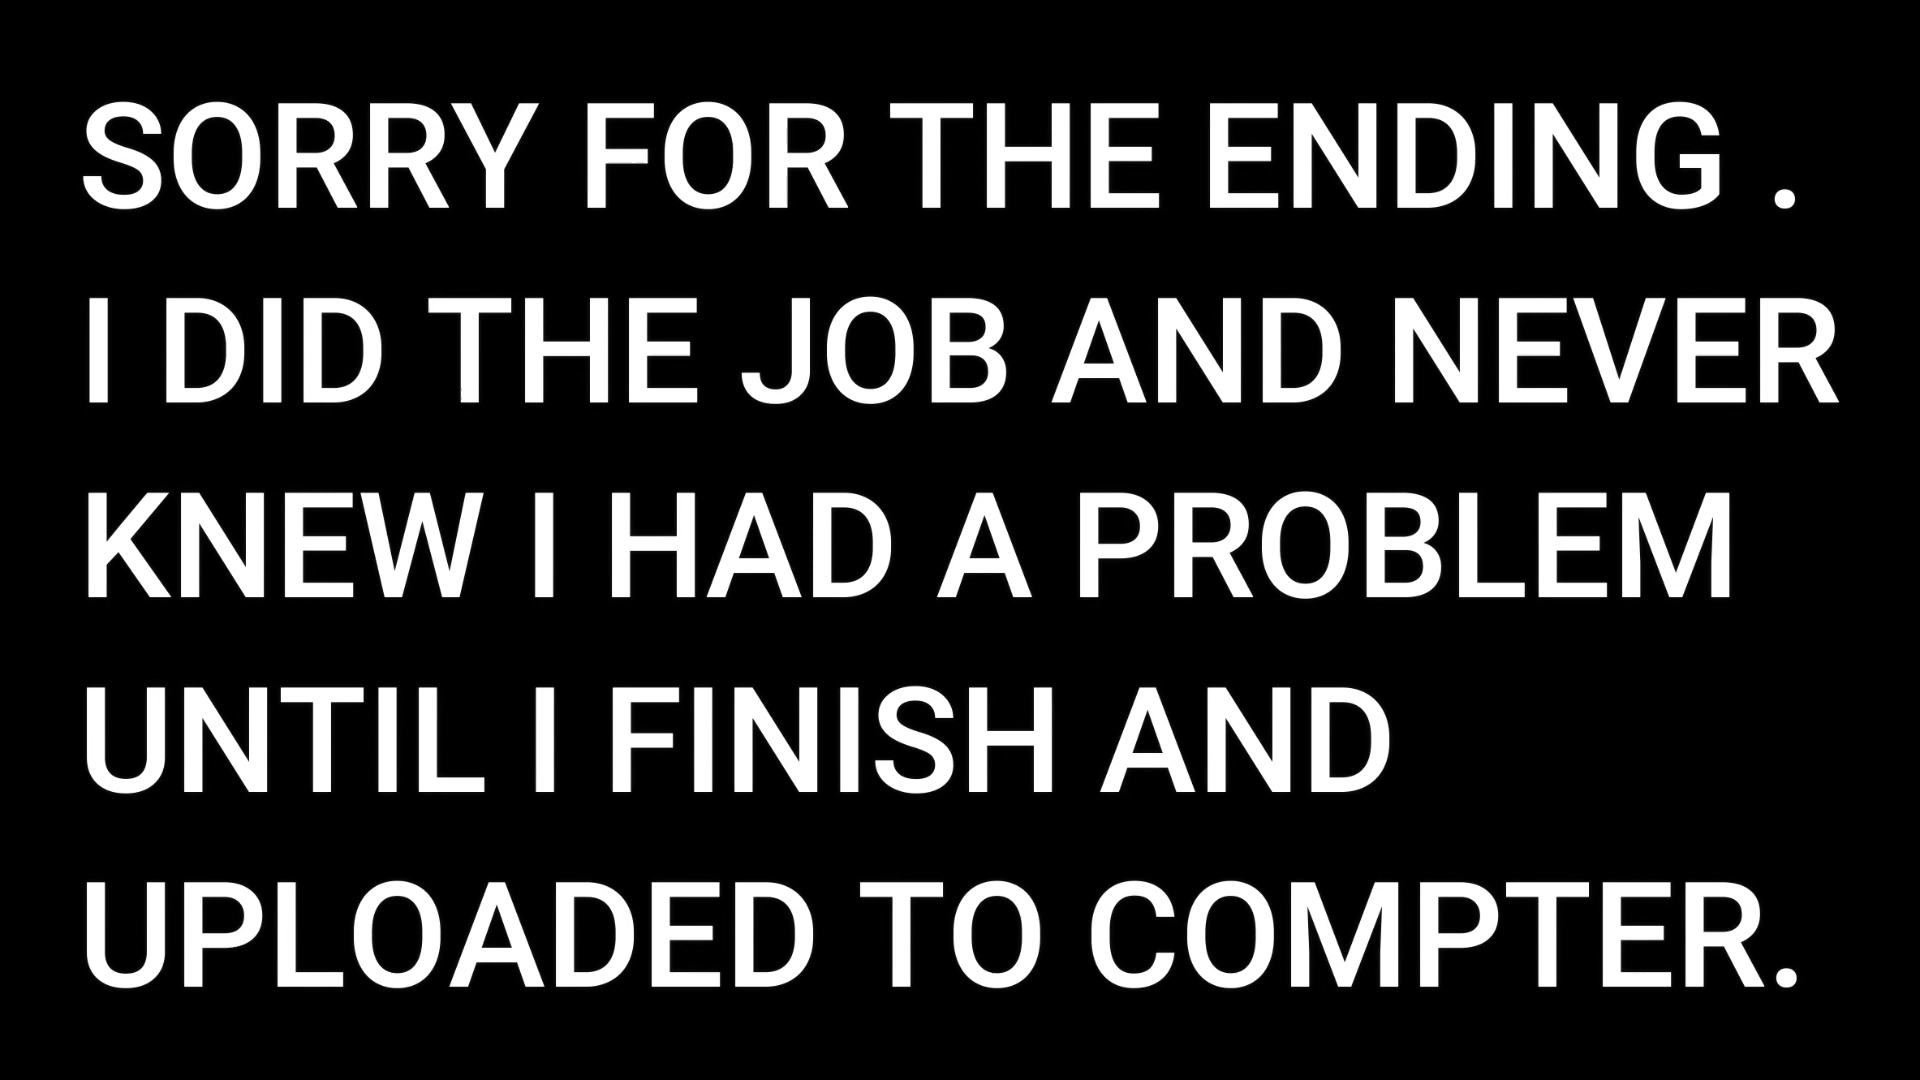 SORRY FOR THE ENDING .
I DID THE JOB AND NEVER
KNEW I HAD A PROBLEM
UNTIL I FINISH AND
UPLOADED TO COMPTER.